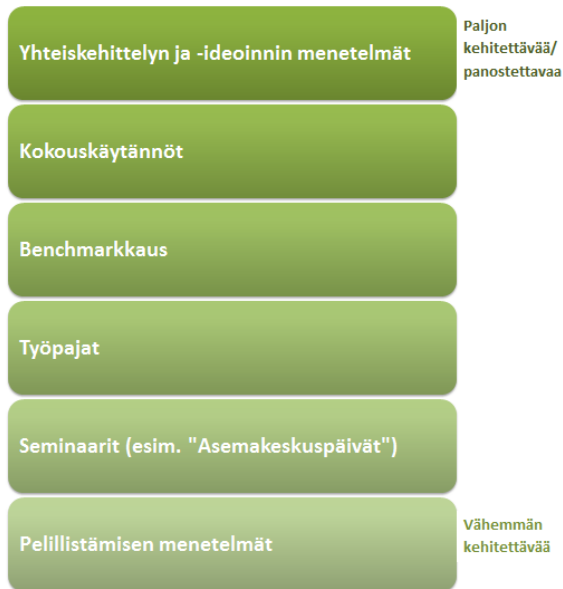 Yhteiskehittelyn ja -ideoinnin menetelmät
Paljon
kehitettävää/
panostettavaa
Kokouskäytännöt
Benchmarkkaus
Työpajat
Seminaarit (esim. "Asemakeskuspäivät")
Pelillistämisen menetelmät
Vähemmän
kehitettävää